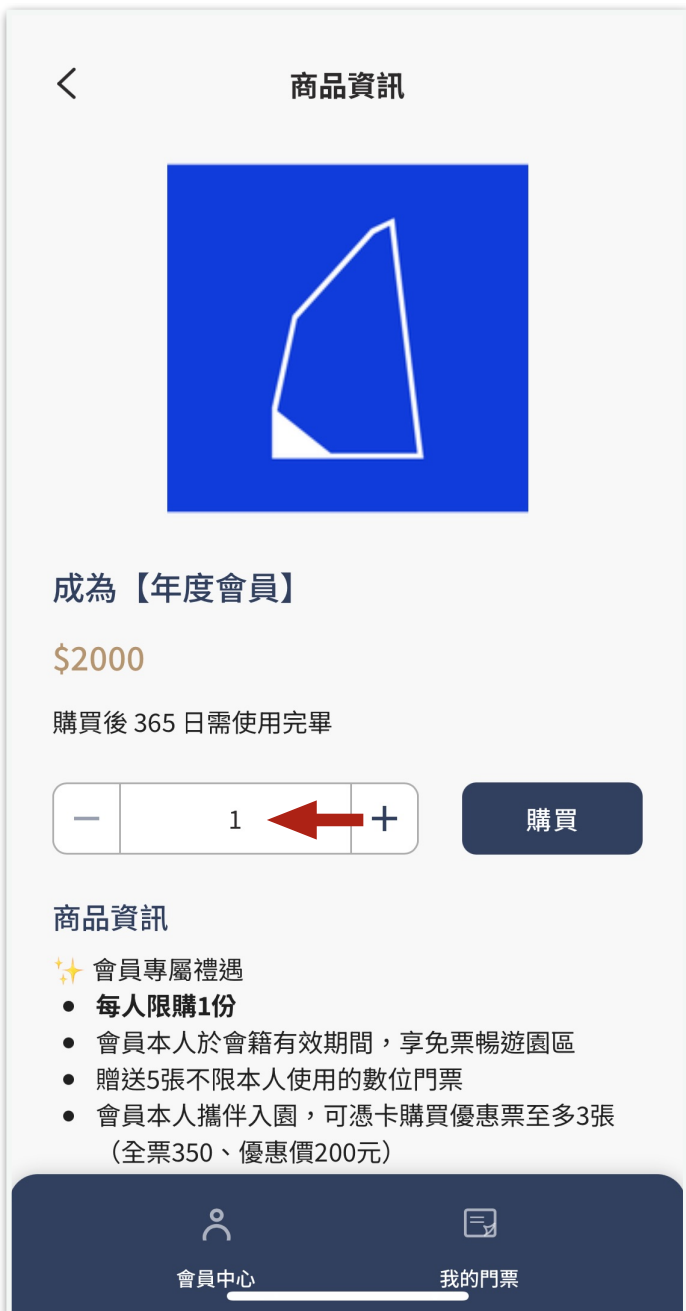 商品資訊
成為【年度會員】
$2000
購買後 365 日需使用完畢
1
購買
商品資訊
✨ 會員專屬禮遇
• 每人限購1份
• 會員本人於會籍有效期間，享免票暢遊園區
• 贈送5張不限本人使用的數位門票
• 會員本人攜伴入園，可憑卡購買優惠票至多3張
（全票350、優惠價200元）
會員中心
我的門票